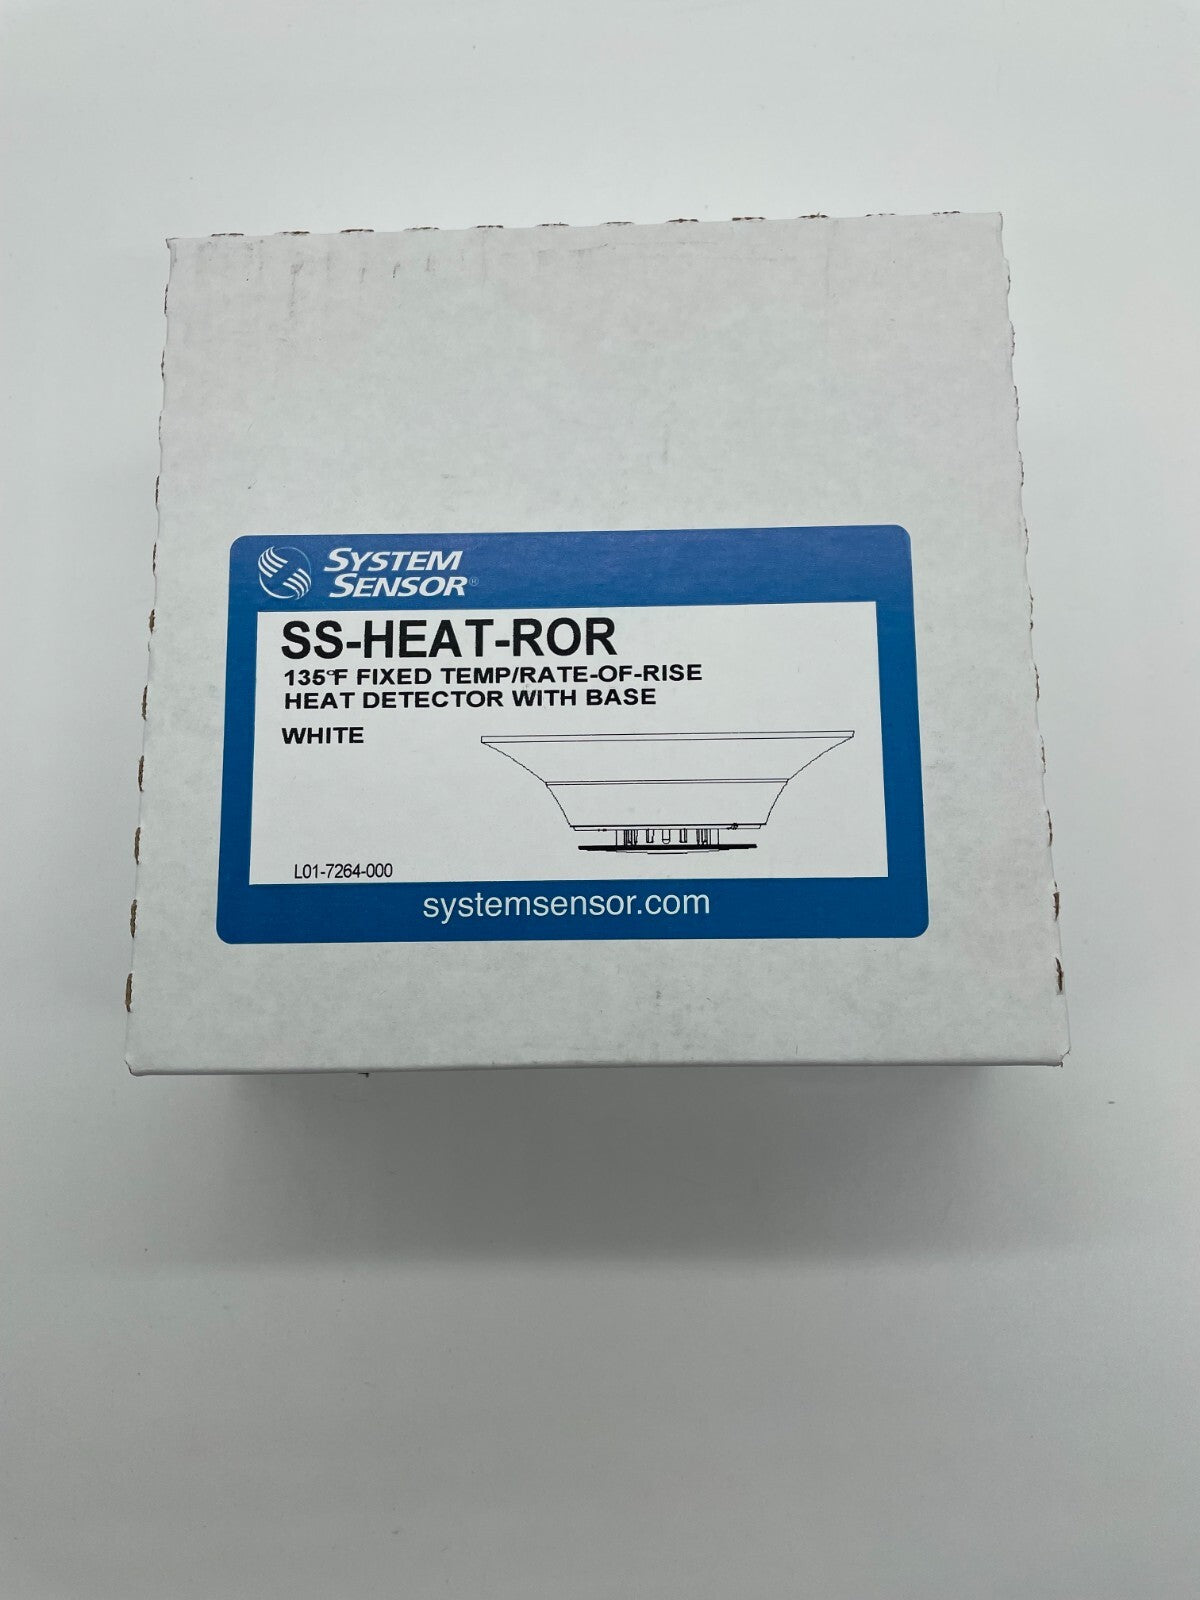 SYSTEM
SENSOR®
SS-HEAT-ROR
135°F FIXED TEMP/RATE-OF-RISE
HEAT DETECTOR WITH BASE
WHITE
L01-7264-000
systemsensor.com